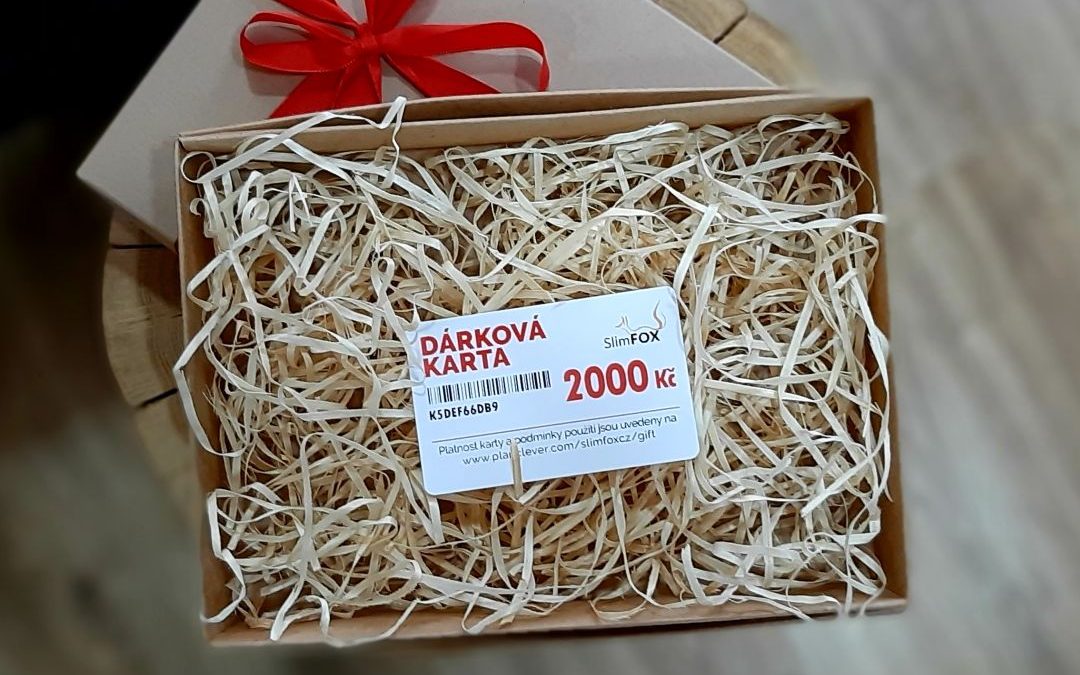 DÁRKOVÁ
KARTA
SlimFOX
2000 Kč
K5DEF66DB9
Platnost karty a podmínky použití jsou uvedeny na